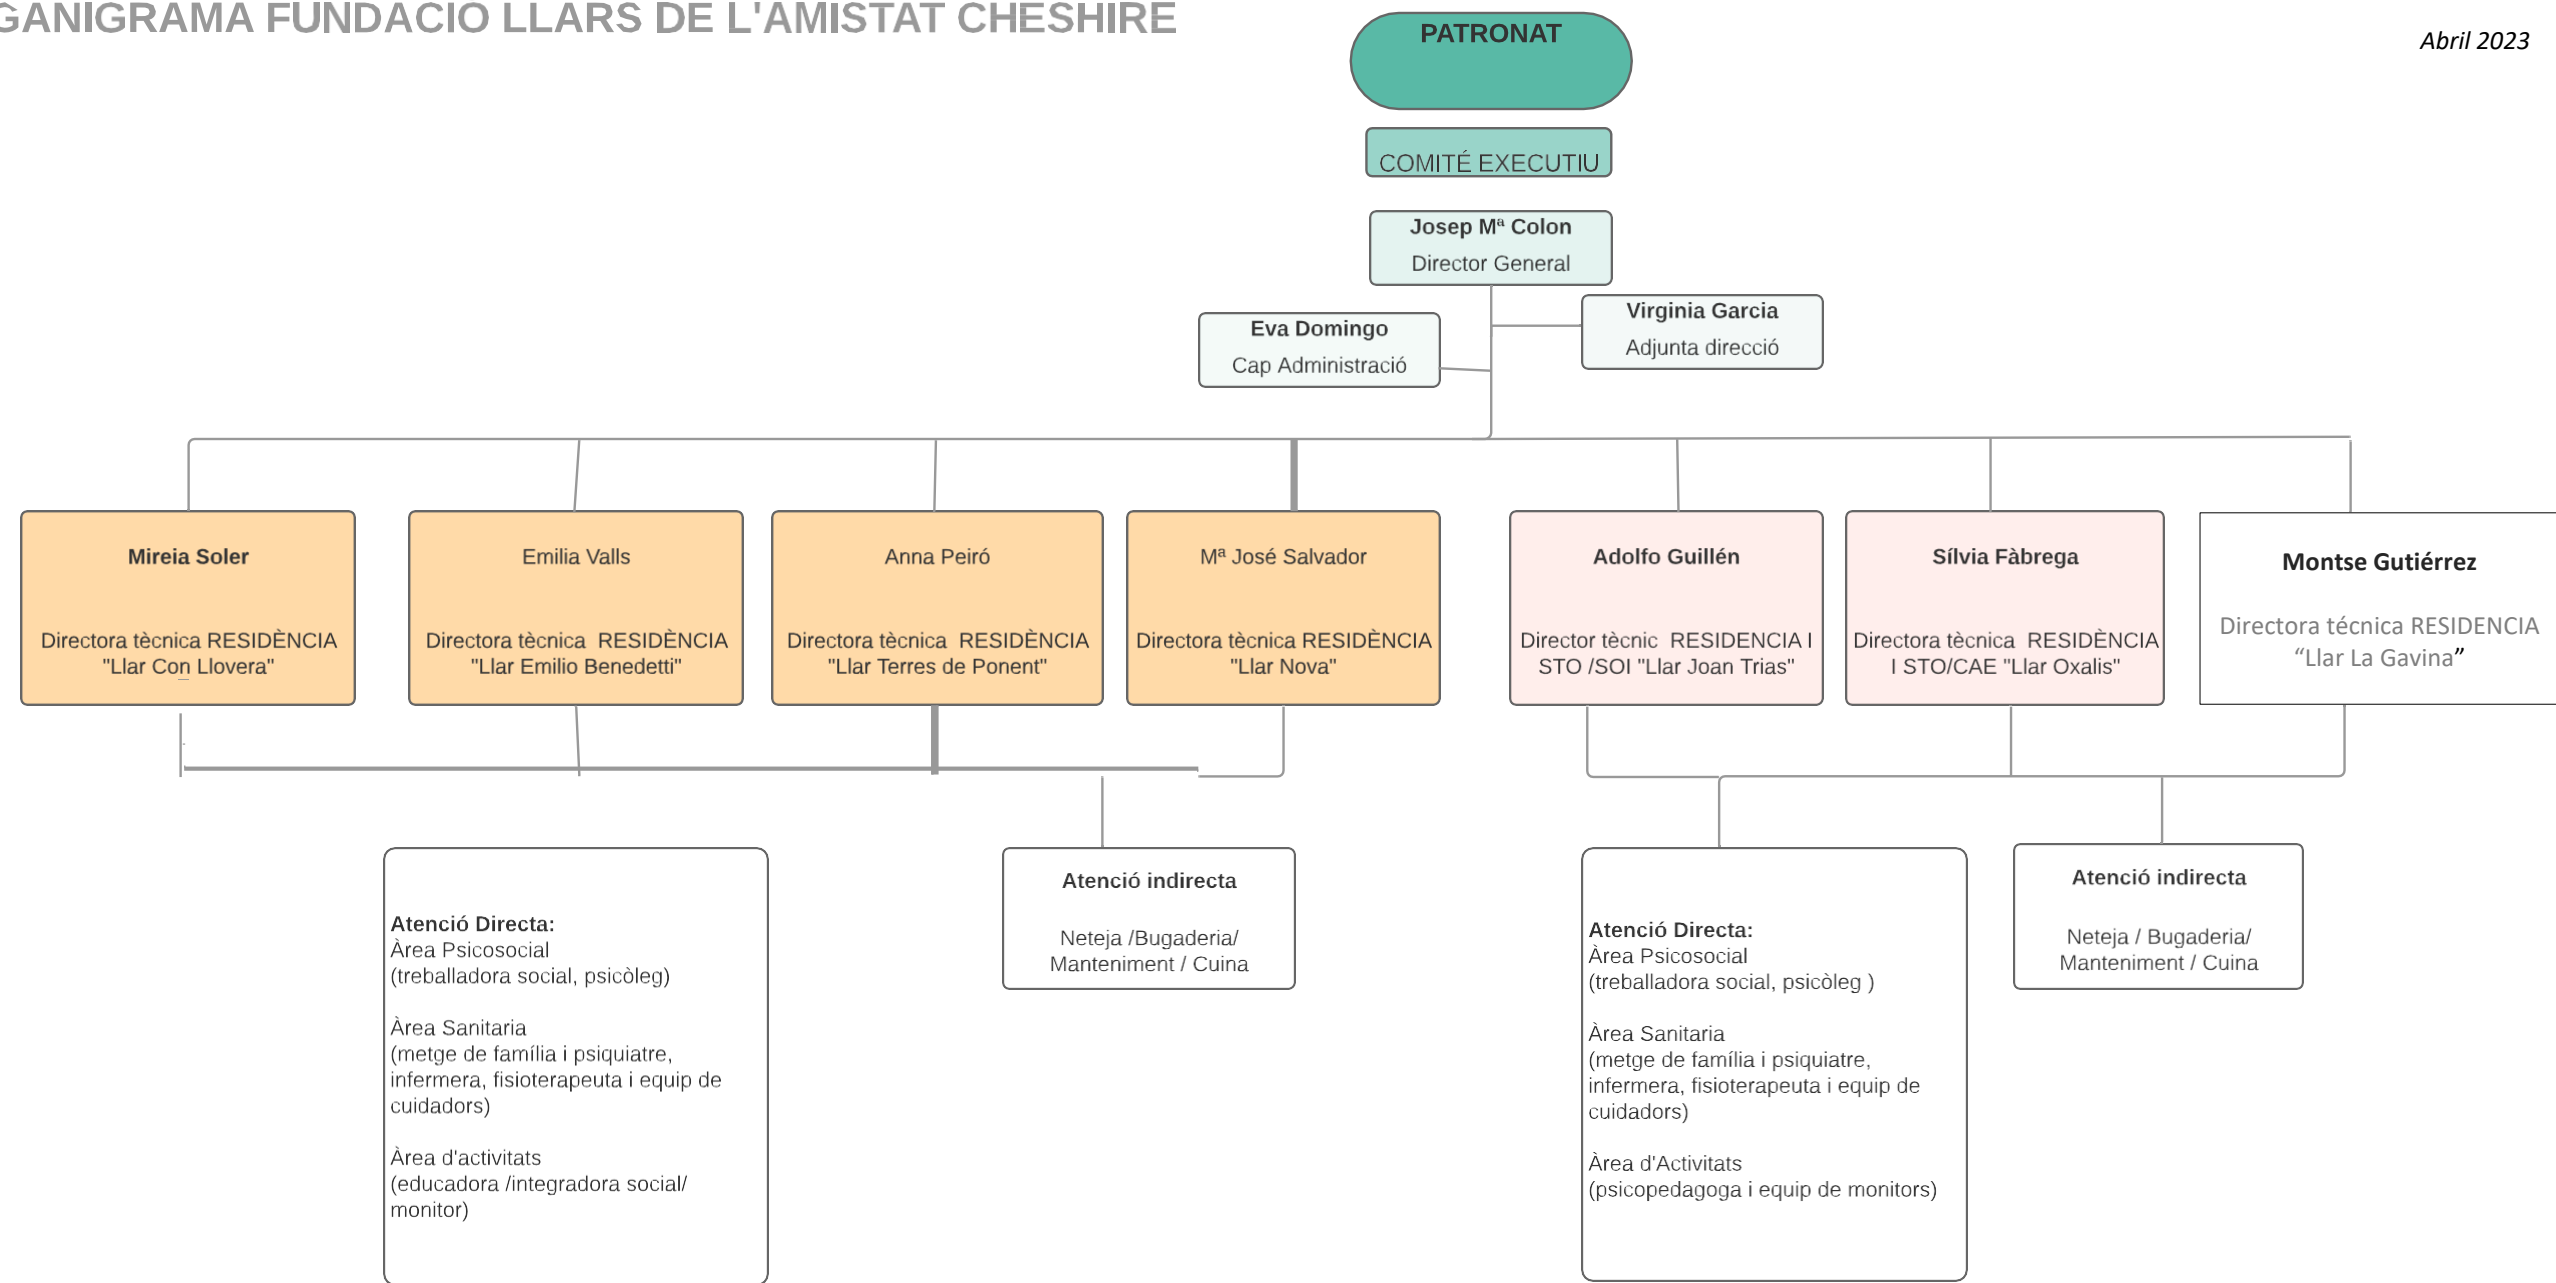 GANIGRAMA FUNDACIO LLARS DE L'AMISTAT CHESHIRE
Abril 2023
PATRONAT
COMITÉ EXECUTIU
Josep Mª Colon
Director General
Virginia Garcia
Adjunta direcció
Eva Domingo
Cap Administració
Mireia Soler
Directora tècnica RESIDÈNCIA
"Llar Con Llovera"
Emilia Valls
Directora tècnica  RESIDÈNCIA
"Llar Emilio Benedetti"
Anna Peiró
Directora tècnica  RESIDÈNCIA
"Llar Terres de Ponent"
Mª José Salvador
Directora tècnica RESIDÈNCIA
"Llar Nova"
Adolfo Guillén
Director tècnic  RESIDENCIA I
STO /SOI "Llar Joan Trias"
Sílvia Fàbrega
Directora tècnica  RESIDÈNCIA
I STO/CAE "Llar Oxalis"
Montse Gutiérrez
Directora técnica RESIDENCIA
“Llar La Gavina”
Atenció Directa:
Àrea Psicosocial
(treballadora social, psicòleg)
Àrea Sanitaria
(metge de família i psiquiatre,
infermera, fisioterapeuta i equip de
cuidadors)
Àrea d'activitats
(educadora /integradora social/
monitor)
Atenció indirecta
Neteja /Bugaderia/
Manteniment / Cuina
Atenció Directa:
Àrea Psicosocial
(treballadora social, psicòleg )
Àrea Sanitaria
(metge de família i psiquiatre,
infermera, fisioterapeuta i equip de
cuidadors)
Àrea d'Activitats
(psicopedagoga i equip de monitors)
Atenció indirecta
Neteja / Bugaderia/
Manteniment / Cuina